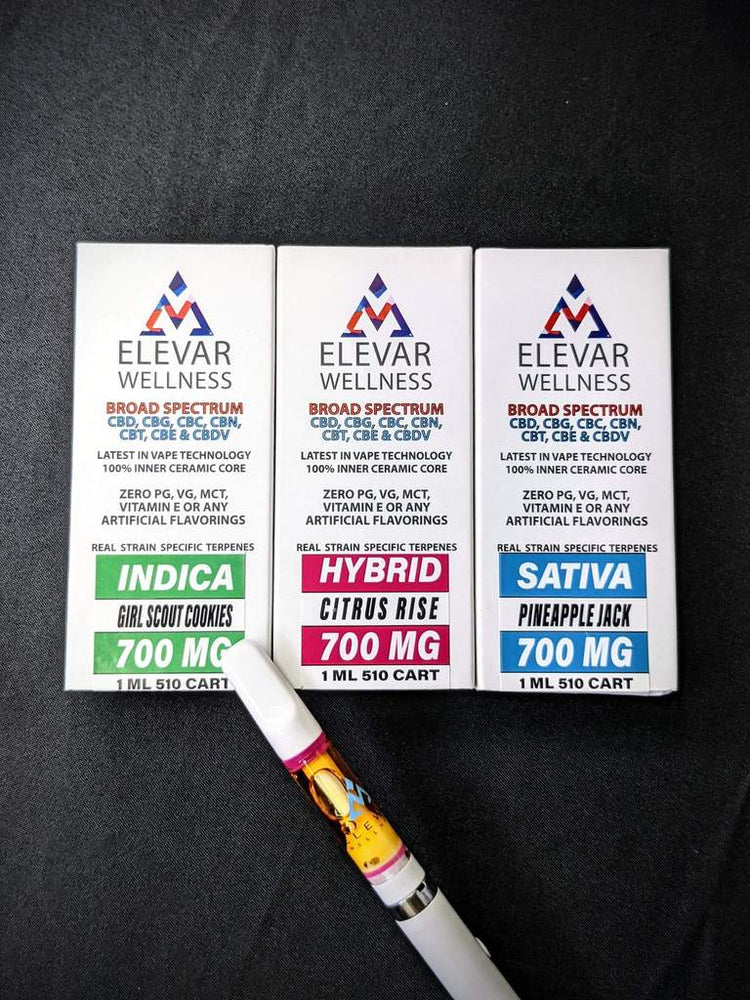 ELEVAR
WELLNESS
BROAD SPECTRUM
CBD, CBG, CBC, CBN,
CBT, CBE & CBDV
LATEST IN VAPE TECHNOLOGY
100% INNER CERAMIC CORE
ZERO PG, VG, MCT,
VITAMIN E OR ANY
ARTIFICIAL FLAVORINGS
REAL STRAIN SPECIFIC TERPENES
INDICA
GIRL SCOUT COOKIES
700 MG
1 ML 510 CART
ELEVAR
WELLNESS
BROAD SPECTRUM
CBD, CBG, CBC, CBN,
CBT, CBE & CBDV
LATEST IN VAPE TECHNOLOGY
100% INNER CERAMIC CORE
ZERO PG, VG, MCT,
VITAMIN E OR ANY
ARTIFICIAL FLAVORINGS
REAL STRAIN SPECIFIC TERPENES
HYBRID
CITRUS RISE
700 MG
1 ML 510 CART
ELEVAR
WELLNESS
BROAD SPECTRUM
CBD, CBG, CBC, CBN,
CBT, CBE & CBDV
LATEST IN VAPE TECHNOLOGY
100% INNER CERAMIC CORE
ZERO PG, VG, MCT,
VITAMIN E OR ANY
ARTIFICIAL FLAVORINGS
REAL STRAIN SPECIFIC TERPENES
SATIVA
PINEAPPLE JACK
700 MG
1 ML 510 CART